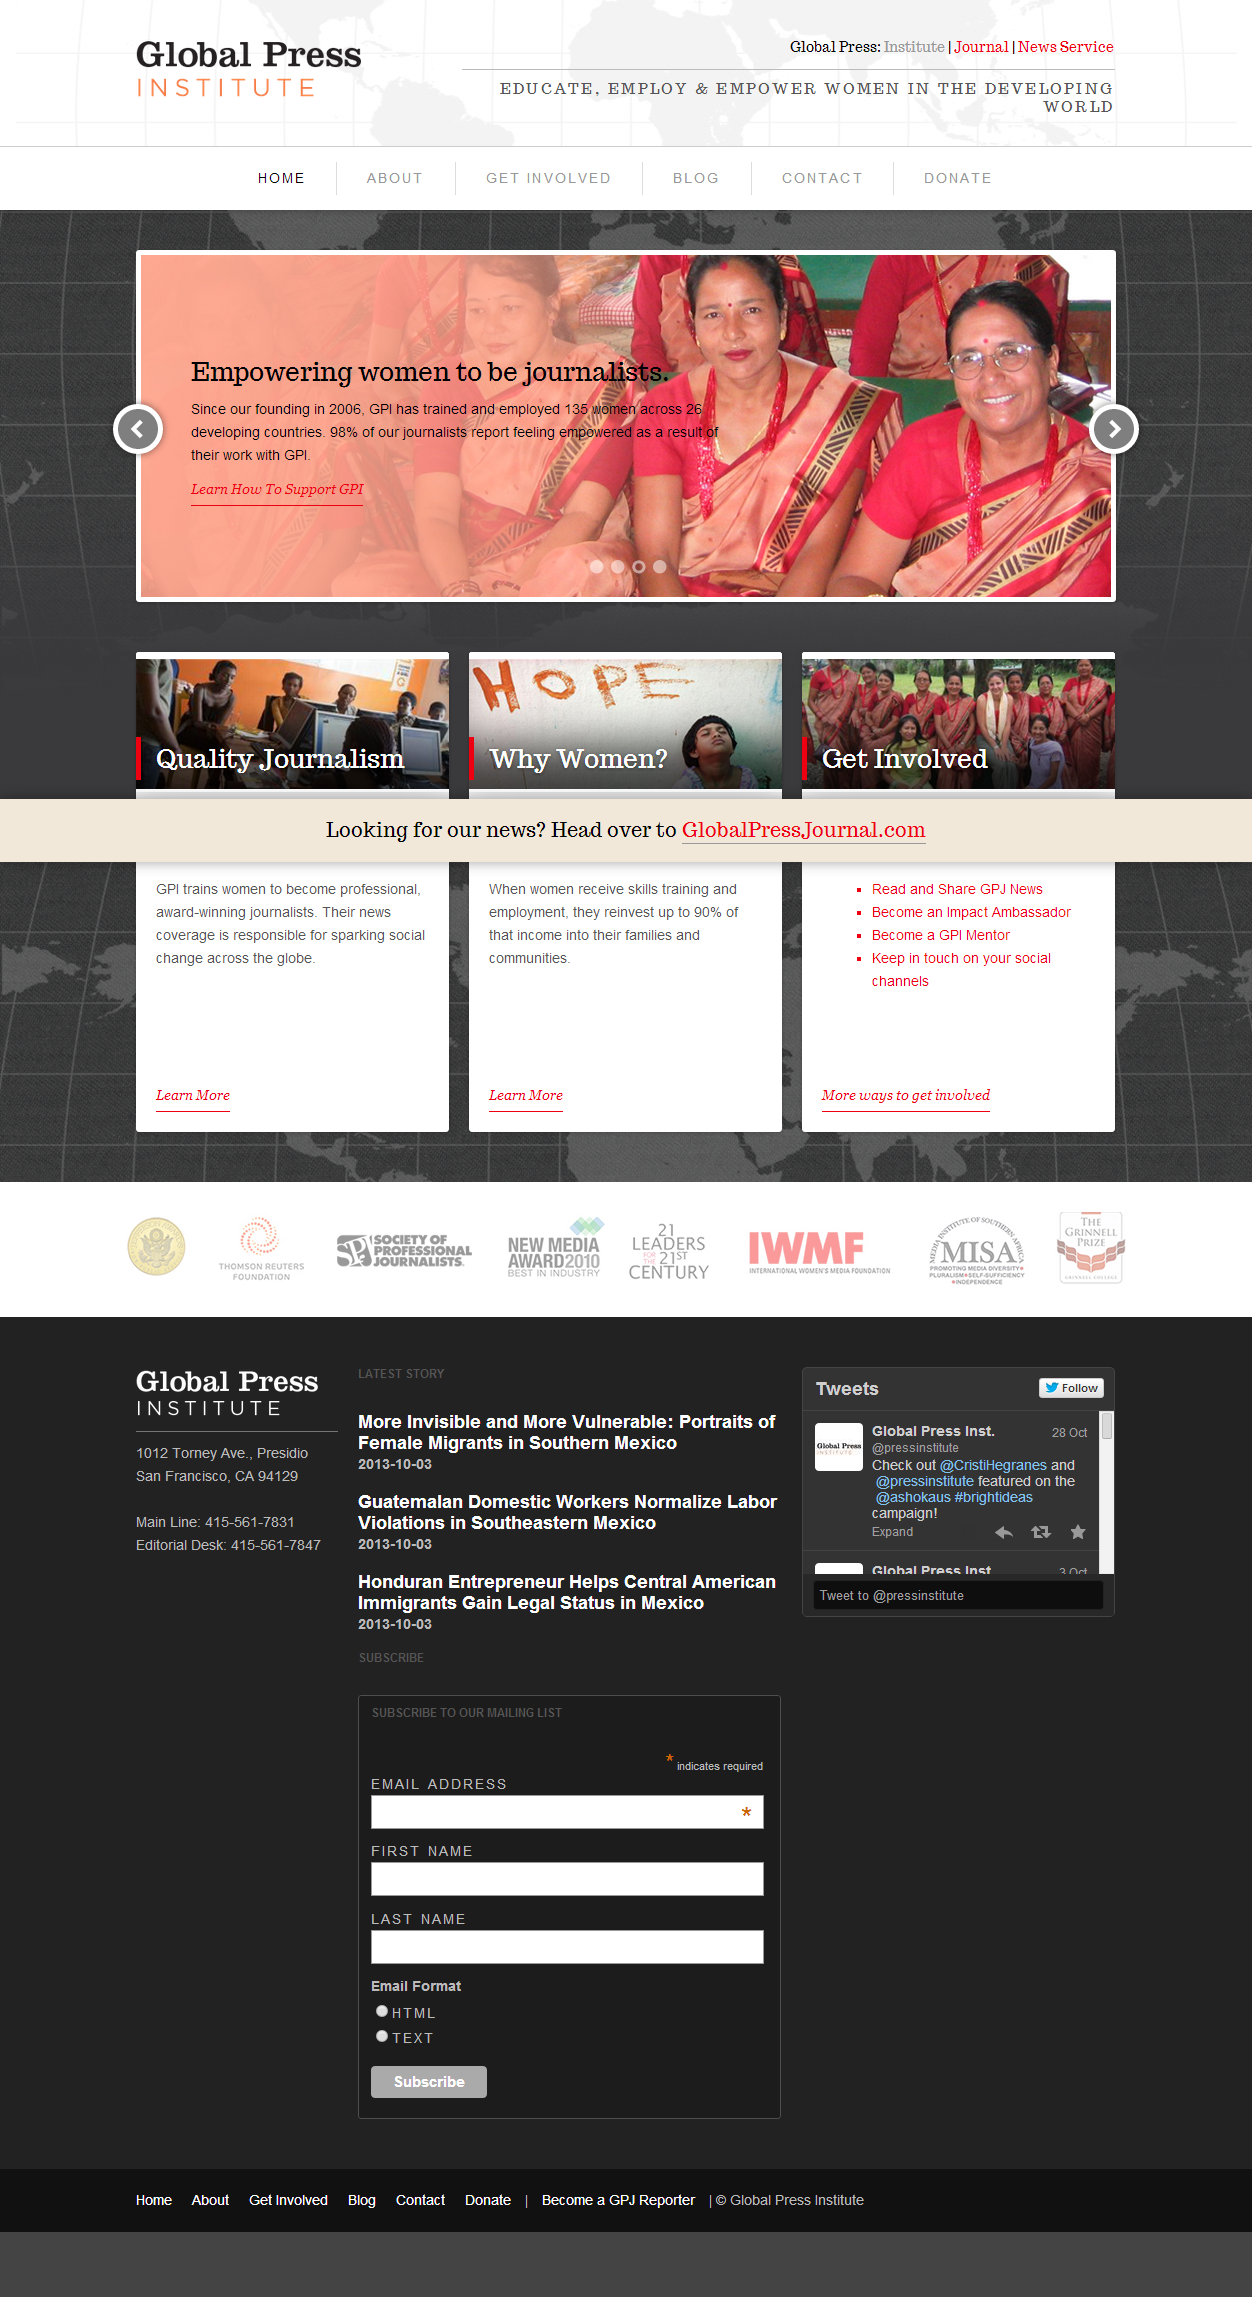 Global Press
INSTITUTE
Global Press: Institute | Journal | News Service
EDUCATE, EMPLOY & EMPOWER WOMEN IN THE DEVELOPING
WORLD
HOME
ABOUT
GET INVOLVED
BLOG
CONTACT
DONATE
Empowering women to be journalists.
Since our founding in 2006, GPI has trained and employed 135 women across 26
developing countries. 98% of our journalists report feeling empowered as a result of
their work with GPI.
Learn How To Support GPI
HOPE
Quality Journalism
Why Women?
Get Involved
Looking for our news? Head over to GlobalPressJournal.com
GPI trains women to become professional,
award-winning journalists. Their news
coverage is responsible for sparking social
change across the globe.
Learn More
When women receive skills training and
employment, they reinvest up to 90% of
that income into their families and
communities.
Learn More
Read and Share GPJ News
Become an Impact Ambassador
Become a GPI Mentor
Keep in touch on your social
channels
More ways to get involved
THOMSON REUTERS
FOUNDATION
SPJ
SOCIETY OF
PROFESSIONAL
JOURNALISTS
NEW MEDIA
AWARD2010
BEST IN INDUSTRY
21
LEADERS
FOR THE 21ST
CENTURY
IWMF
INTERNATIONAL WOMEN'S MEDIA FOUNDATION
MEDIA INSTITUTE OF SOUTHERN AFRICA
MISA
PROMOTING MEDIA DIVERSITY
PLURALISM SELF-SUFFICIENCY
INDEPENDENCE
THE
GRINNELL
PRIZE
GRINNELL COLLEGE
Global Press
INSTITUTE
1012 Torney Ave., Presidio
San Francisco, CA 94129
Main Line: 415-561-7831
Editorial Desk: 415-561-7847
LATEST STORY
More Invisible and More Vulnerable: Portraits of
Female Migrants in Southern Mexico
2013-10-03
Guatemalan Domestic Workers Normalize Labor
Violations in Southeastern Mexico
2013-10-03
Honduran Entrepreneur Helps Central American
Immigrants Gain Legal Status in Mexico
2013-10-03
SUBSCRIBE
SUBSCRIBE TO OUR MAILING LIST
* indicates required
EMAIL ADDRESS
*
FIRST NAME
LAST NAME
Email Format
HTML
TEXT
Subscribe
Tweets
Follow
Global Press
INSTITUTE
Global Press Inst.
28 Oct
@pressinstitute
Check out @CristiHegranes and
@pressinstitute featured on the
@ashokaus #brightideas
campaign!
Expand
Global Press Inst.
3 Oct
Tweet to @pressinstitute
Home About Get Involved Blog Contact Donate | Become a GPJ Reporter | © Global Press Institute